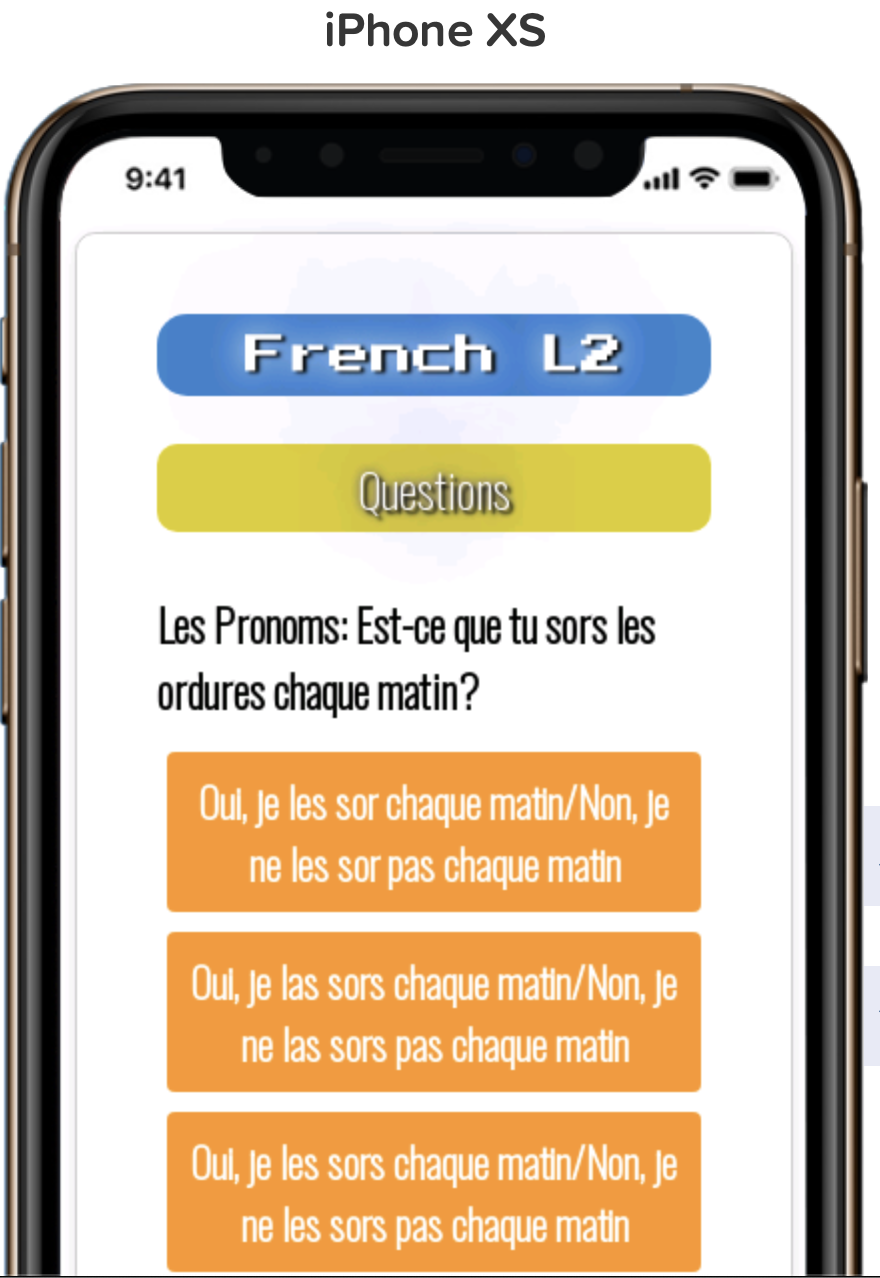 iPhone XS
9:41
French L2
Questions
Les Pronoms: Est-ce que tu sors les
ordures chaque matin?
Oui, je les sor chaque matin/Non, je
ne les sor pas chaque matin
Oui, je las sors chaque matin/Non, je
ne las sors pas chaque matin
Oui, je les sors chaque matin/Non, je
ne les sors pas chaque matin